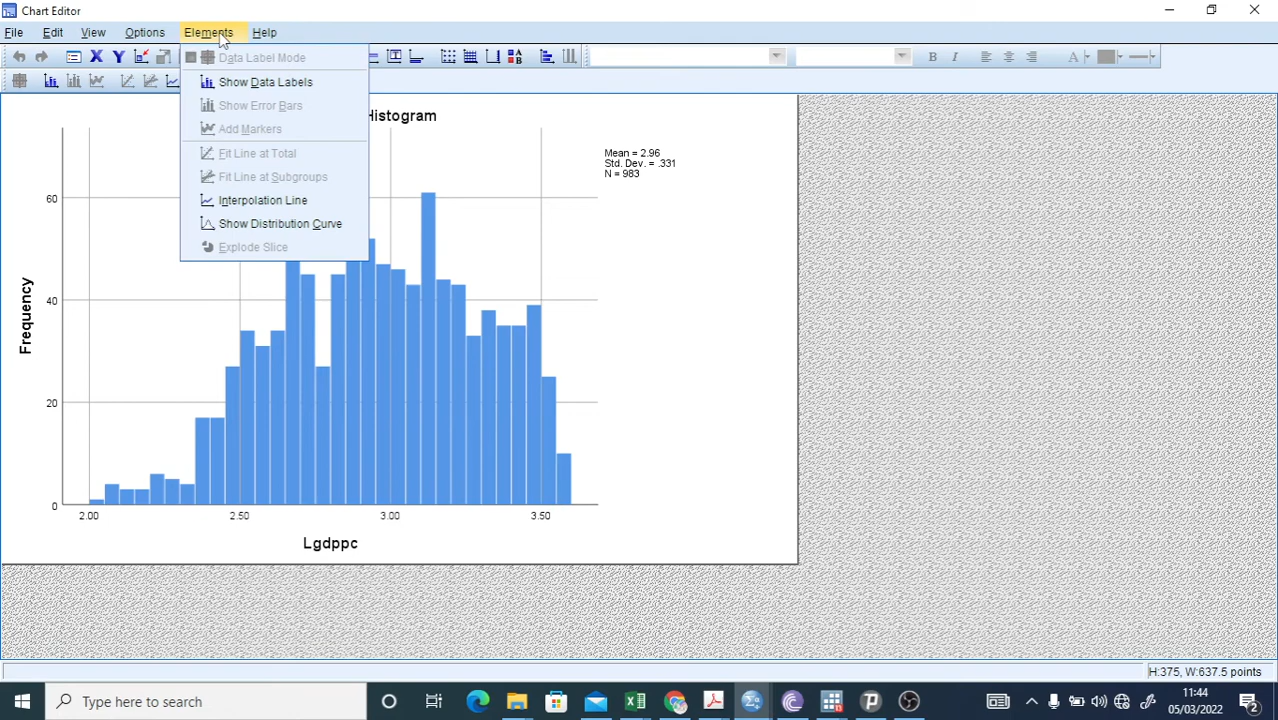 Chart Editor
File Edit View Options Elements Help
X Y
B I A
Data Label Mode
Show Data Labels
Show Error Bars
Add Markers
Fit Line at Total
Fit Line at Subgroups
Interpolation Line
Show Distribution Curve
Explode Slice
Histogram
Mean = 2.96
Std. Dev. = .331
N = 983
60
40
20
0
Frequency
2.00 2.50 3.00 3.50
Lgdppc
H:375, W:637.5 points
Type here to search
11:44
05/03/2022
2